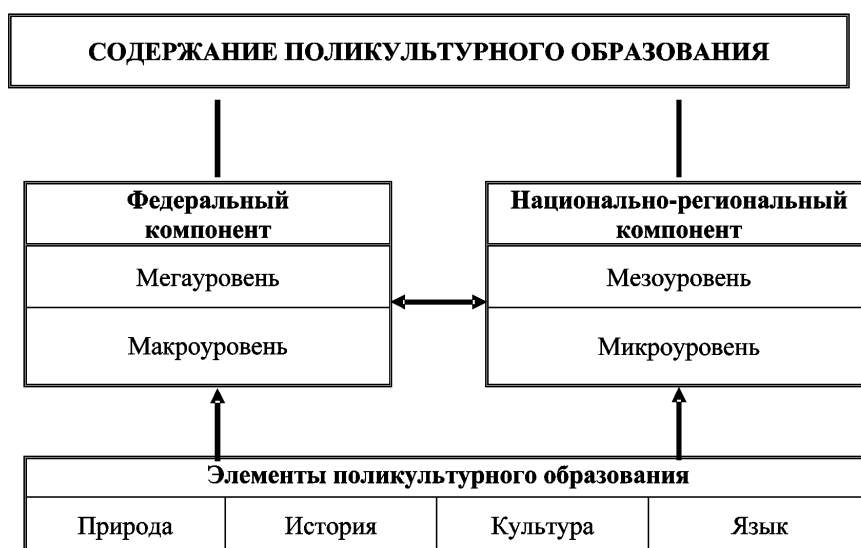 СОДЕРЖАНИЕ ПОЛИКУЛЬТУРНОГО ОБРАЗОВАНИЯ
Федеральный
компонент
Мегауровень
Макроуровень
Национально-региональный
компонент
Мезоуровень
Микроуровень
Элементы поликультурного образования
Природа
История
Культура
Язык